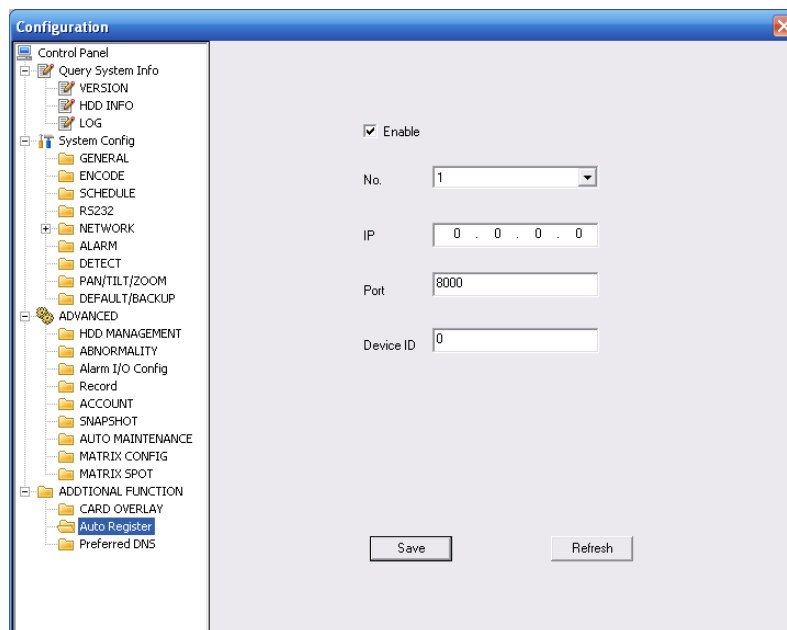 Configuration
Control Panel
Query System Info
VERSION
HDD INFO
LOG
System Config
GENERAL
ENCODE
SCHEDULE
RS232
NETWORK
ALARM
DETECT
PAN/TILT/ZOOM
DEFAULT/BACKUP
ADVANCED
HDD MANAGEMENT
ABNORMALITY
Alarm I/O Config
Record
ACCOUNT
SNAPSHOT
AUTO MAINTENANCE
MATRIX CONFIG
MATRIX SPOT
ADDTIONAL FUNCTION
CARD OVERLAY
Auto Register
Preferred DNS
Enable
No. 1
IP 0 . 0 . 0 . 0
Port 8000
Device ID 0
Save Refresh